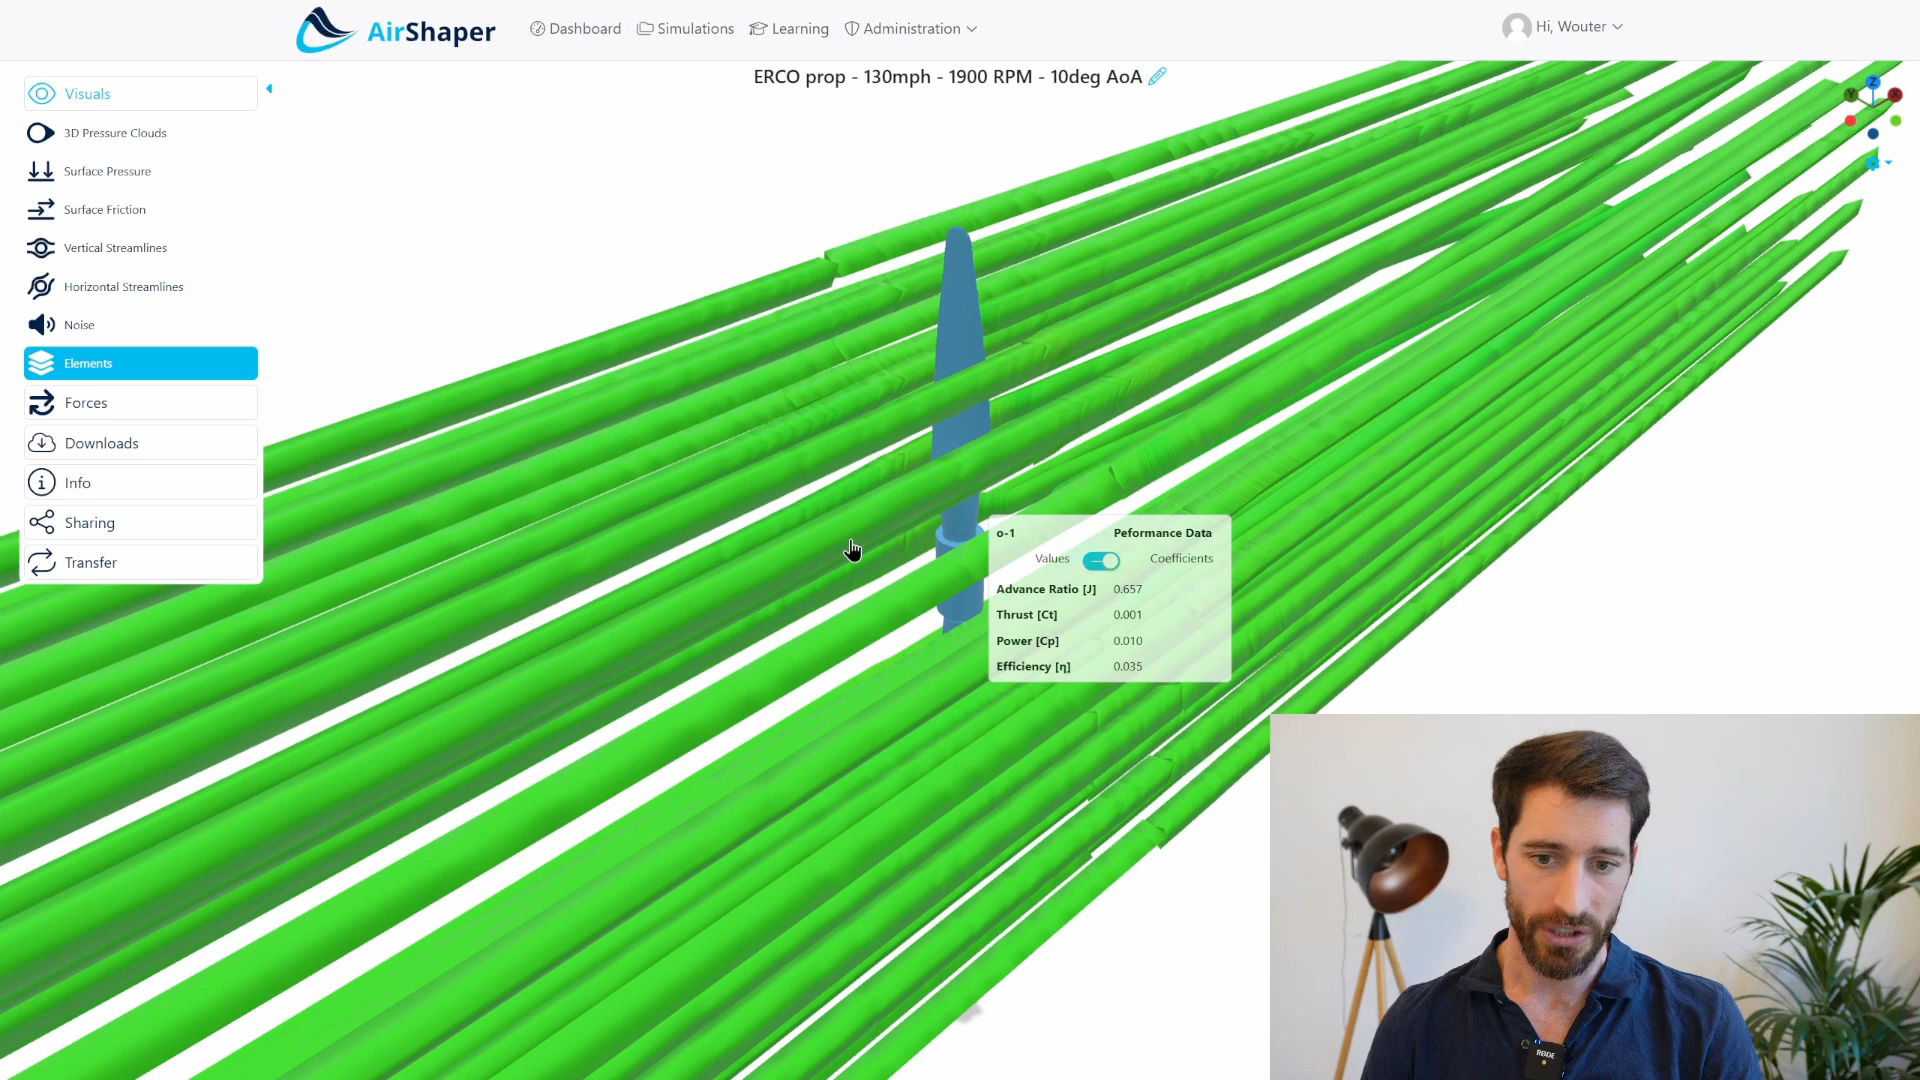 AirShaper
Dashboard
Simulations
Learning
Administration
Hi, Wouter
ERCO prop - 130mph - 1900 RPM - 10deg AoA
Visuals
3D Pressure Clouds
Surface Pressure
Surface Friction
Vertical Streamlines
Horizontal Streamlines
Noise
Elements
Forces
Downloads
Info
Sharing
Transfer
Z
Y
X
o-1 Peformance Data
Values Coefficients
Advance Ratio [J] 0.657
Thrust [Ct] 0.001
Power [Cp] 0.010
Efficiency [η] 0.035
RØDE